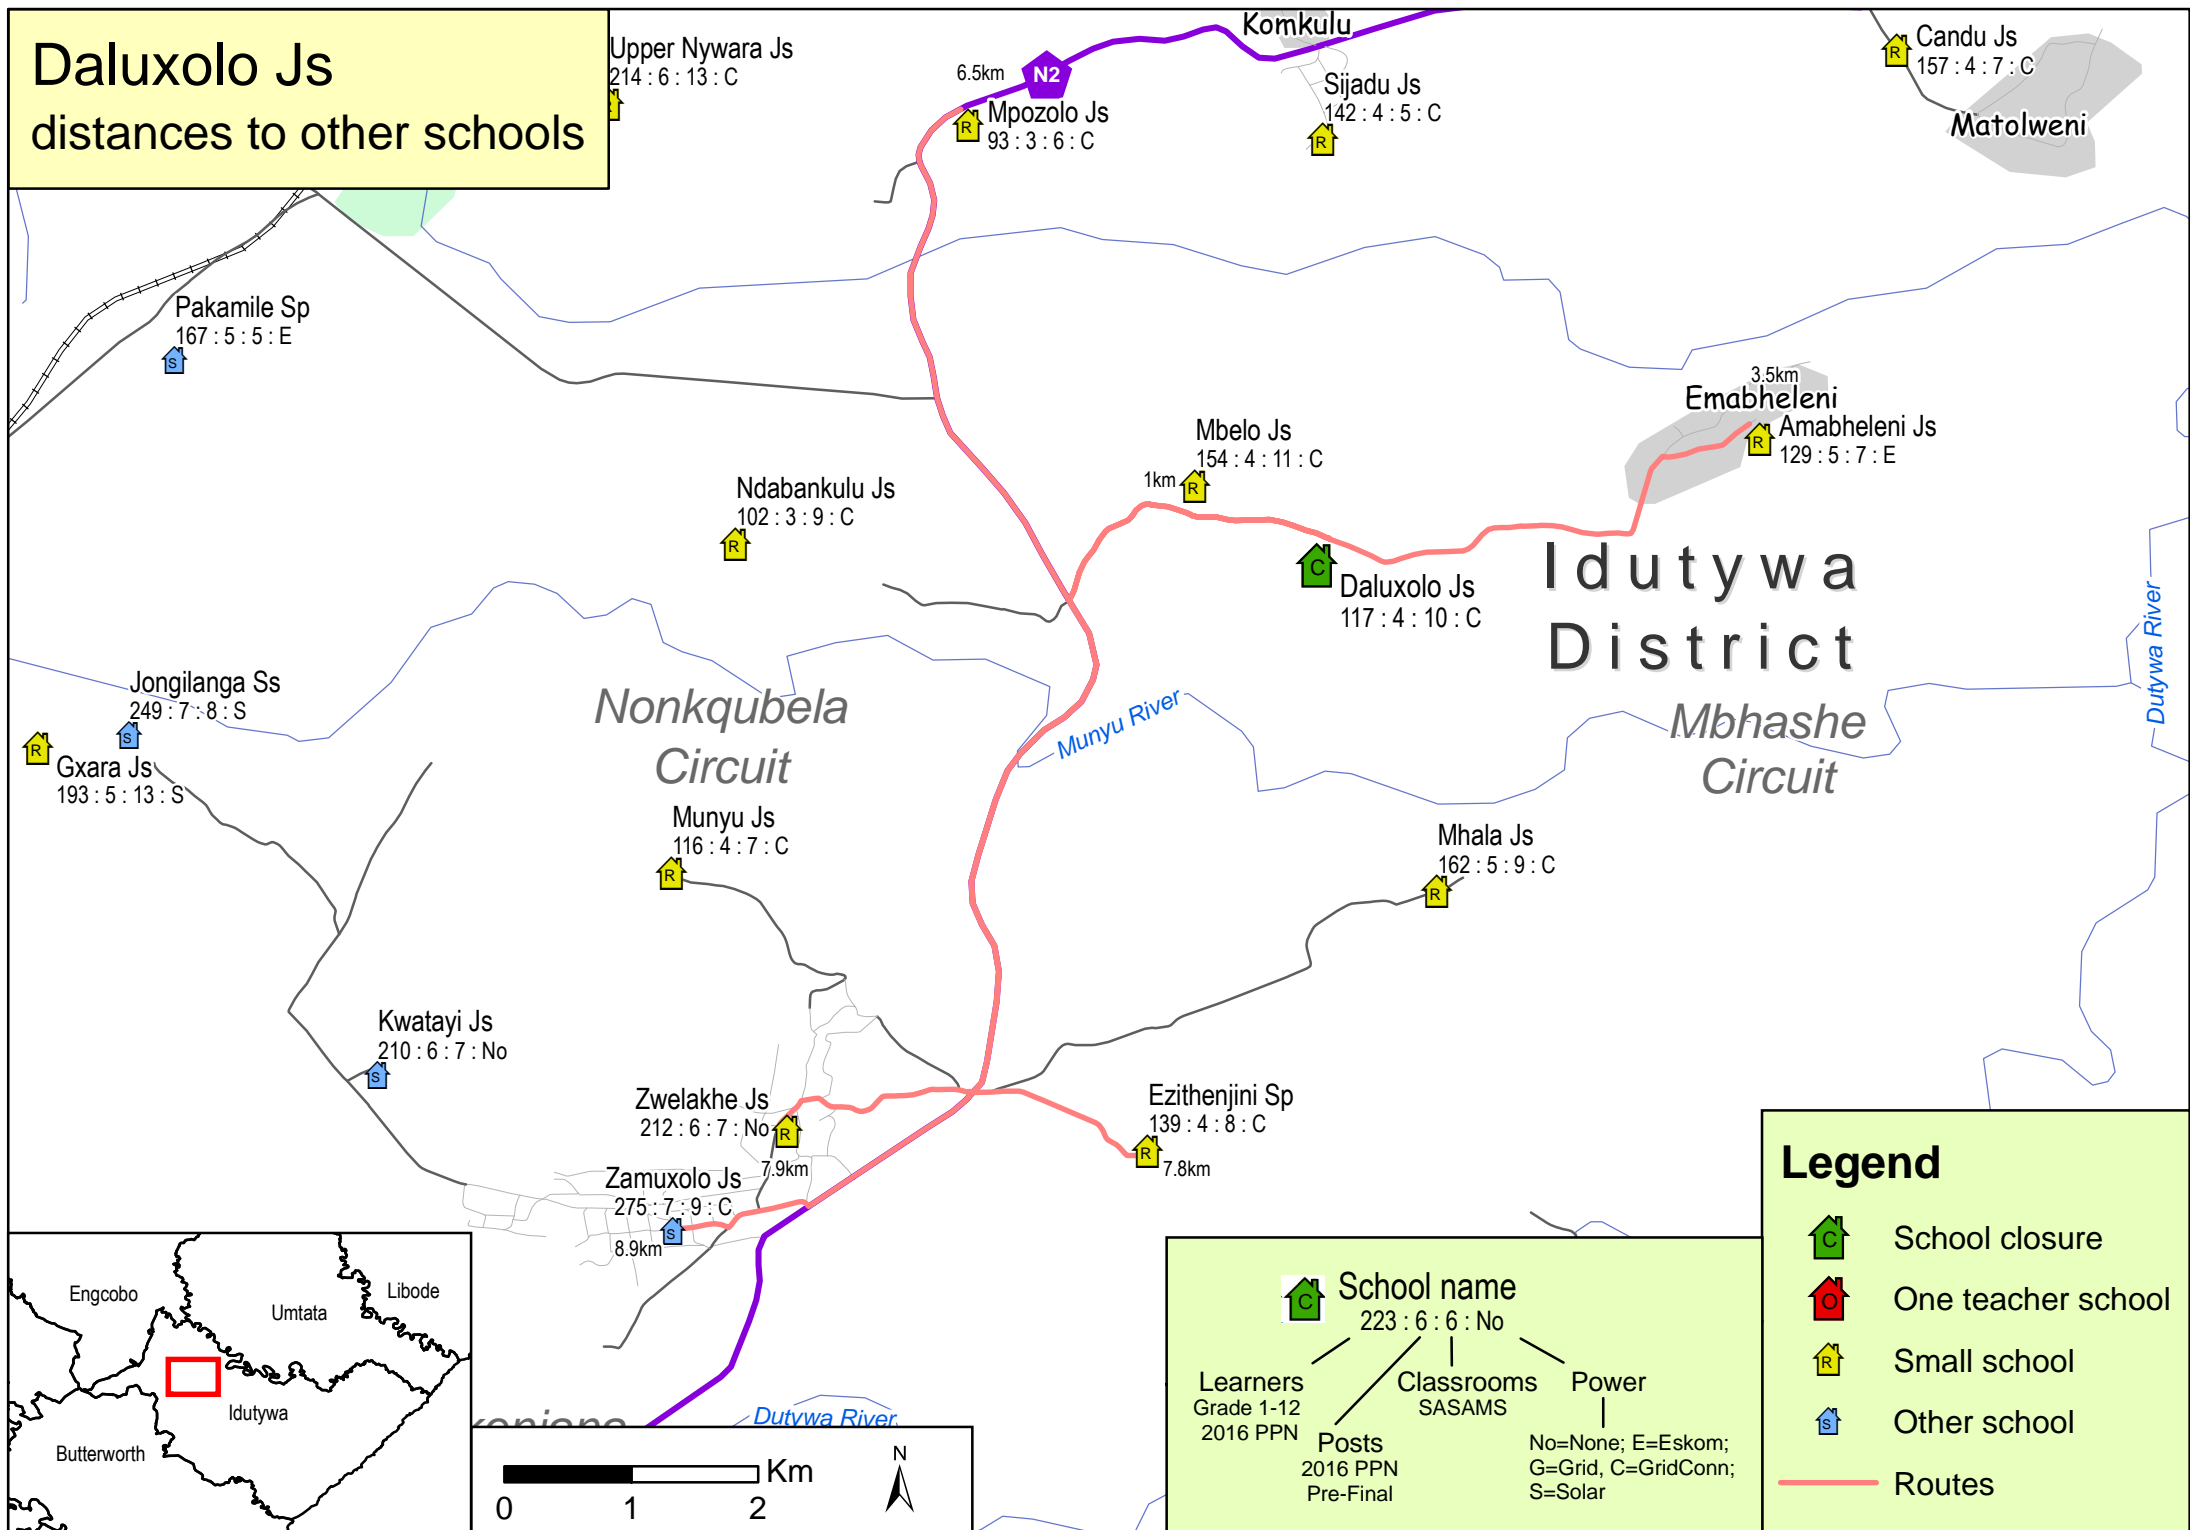 Daluxolo Js
distances to other schools
Upper Nywara Js
214 : 6 : 13 : C
6.5km
N2
Komkulu
Mpozolo Js
93 : 3 : 6 : C
Sijadu Js
142 : 4 : 5 : C
R
R
Candu Js
157 : 4 : 7 : C
R
Matolweni
Pakamile Sp
167 : 5 : 5 : E
S
3.5km
Emabheleni
Amabheleni Js
129 : 5 : 7 : E
R
Mbelo Js
154 : 4 : 11 : C
1km
R
Ndabankulu Js
102 : 3 : 9 : C
R
C
Daluxolo Js
117 : 4 : 10 : C
Idutywa
District
Dutywa River
Jongilanga Ss
249 : 7 : 8 : S
S
R
Gxara Js
193 : 5 : 13 : S
Nonkqubela
Circuit
Munyu River
Mbhashe
Circuit
Munyu Js
116 : 4 : 7 : C
R
Mhala Js
162 : 5 : 9 : C
R
Kwatayi Js
210 : 6 : 7 : No
S
Zwelakhe Js
212 : 6 : 7 : No
R
7.9km
Ezithenjini Sp
139 : 4 : 8 : C
R
7.8km
Zamuxolo Js
275 : 7 : 9 : C
S
8.9km
Dutywa River
Engcobo
Umtata
Libode
Idutywa
Butterworth
Km
0 1 2
N
C
School name
223 : 6 : 6 : No
Learners
Grade 1-12
2016 PPN
Posts
2016 PPN
Pre-Final
Classrooms
SASAMS
Power
No=None; E=Eskom;
G=Grid, C=GridConn;
S=Solar
Legend
C School closure
O One teacher school
R Small school
S Other school
Routes